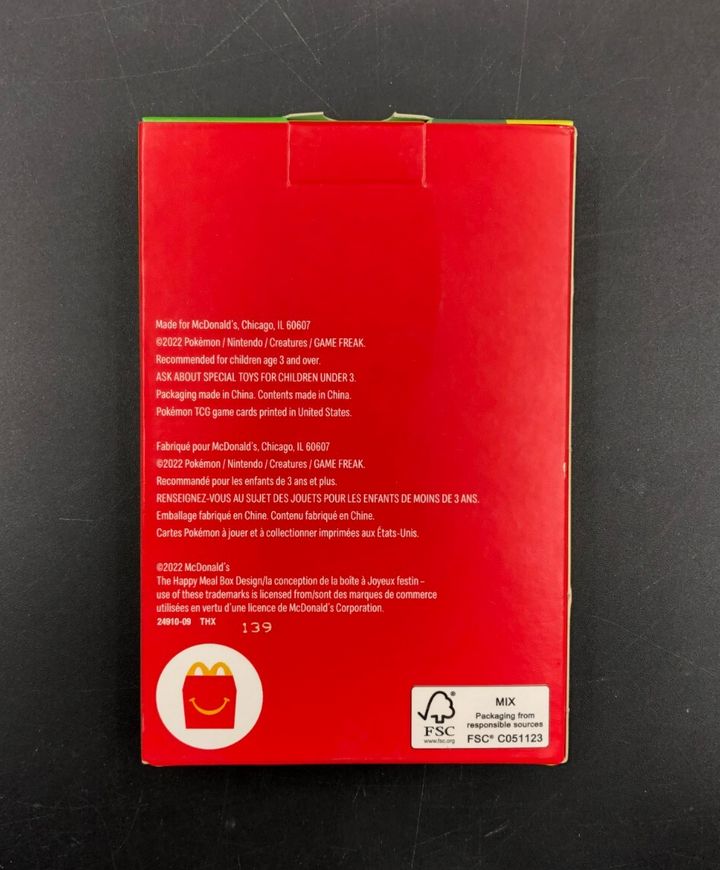 Made for McDonald's, Chicago, IL 60607
©2022 Pokémon / Nintendo / Creatures / GAME FREAK.
Recommended for children age 3 and over.
ASK ABOUT SPECIAL TOYS FOR CHILDREN UNDER 3.
Packaging made in China. Contents made in China.
Pokémon TCG game cards printed in United States.
Fabriqué pour McDonald's, Chicago, IL 60607
©2022 Pokémon / Nintendo / Creatures / GAME FREAK.
Recommandé pour les enfants de 3 ans et plus.
RENSEIGNEZ-VOUS AU SUJET DES JOUETS POUR LES ENFANTS DE MOINS DE 3 ANS.
Emballage fabriqué en Chine. Contenu fabriqué en Chine.
Cartes Pokémon à jouer et à collectionner imprimées aux États-Unis.
©2022 McDonald's
The Happy Meal Box Design/la conception de la boîte à Joyeux festin –
use of these trademarks is licensed from/sont des marques de commerce
utilisées en vertu d'une licence de McDonald's Corporation.
24910-09 THX
139
FSC®
www.fsc.org
MIX
Packaging from
responsible sources
FSC® C051123